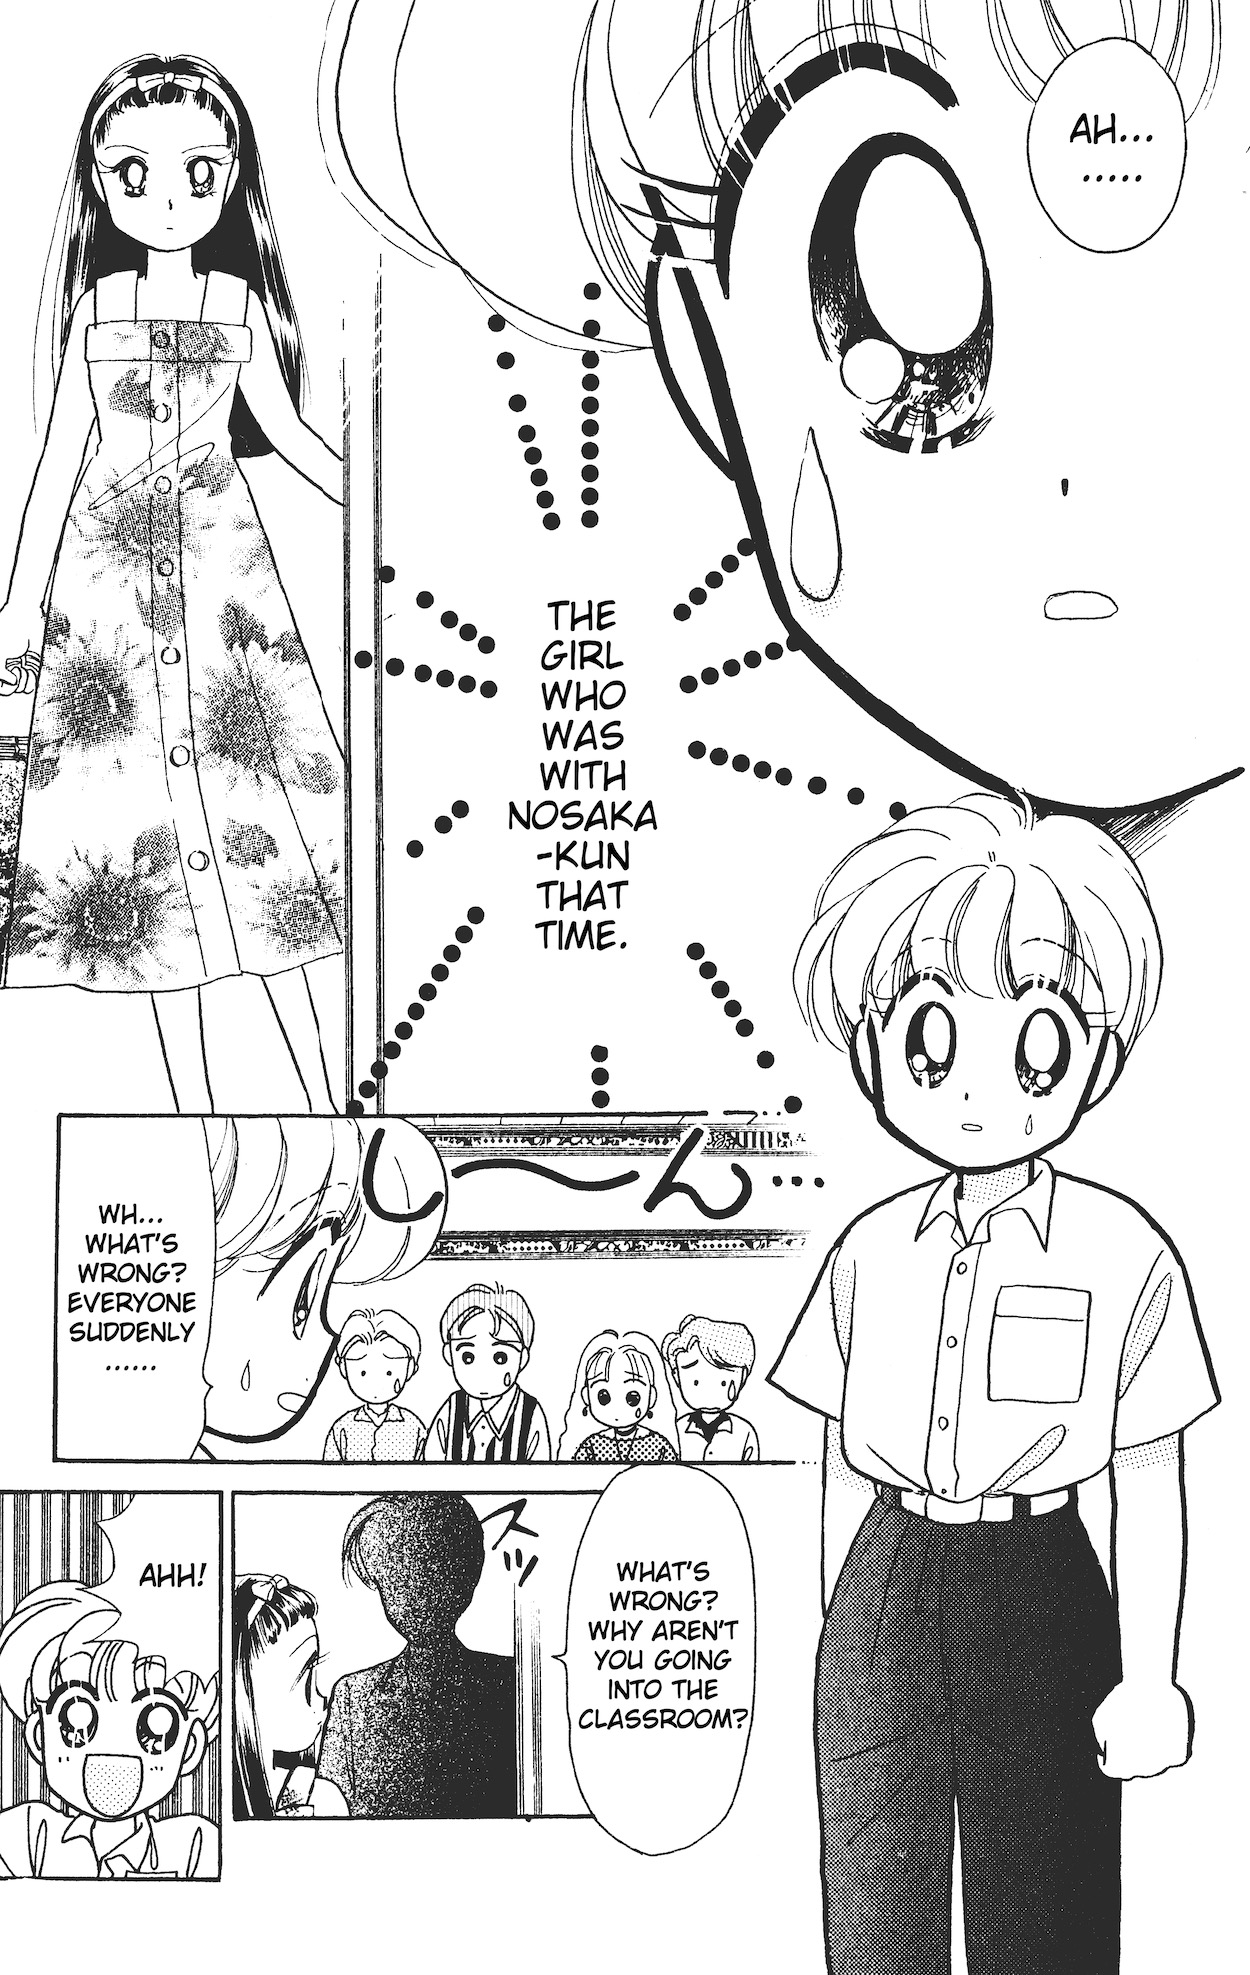 AH...
.....
THE
GIRL
WHO
WAS
WITH
NOSAKA
-KUN
THAT
TIME.
し〜ん...
WH...
WHAT'S
WRONG?
EVERYONE
SUDDENLY
......
WHAT'S
WRONG?
WHY AREN'T
YOU GOING
INTO THE
CLASSROOM?
スッ
AHH!